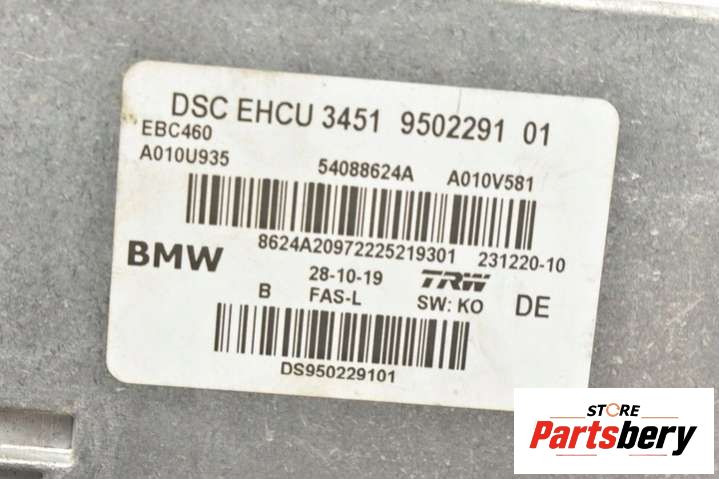 DSC EHCU 3451 9502291 01
EBC460
A010U935 54088624A A010V581
8624A20972225219301 231220-10
BMW 28-10-19 TRW
B FAS-L SW: KO DE
DS950229101
STORE
Partsbery